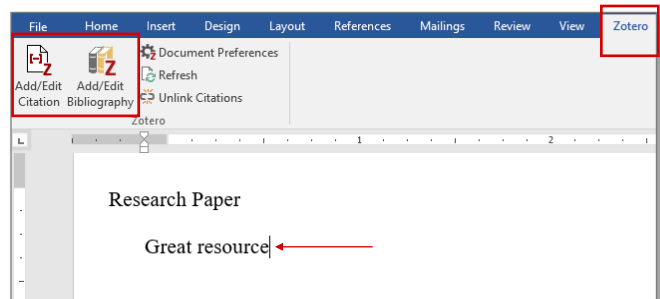 File Home Insert Design Layout References Mailings Review View Zotero
Add/Edit Citation
Add/Edit Bibliography
Document Preferences
Refresh
Unlink Citations
Zotero
1 2
Research Paper
Great resource